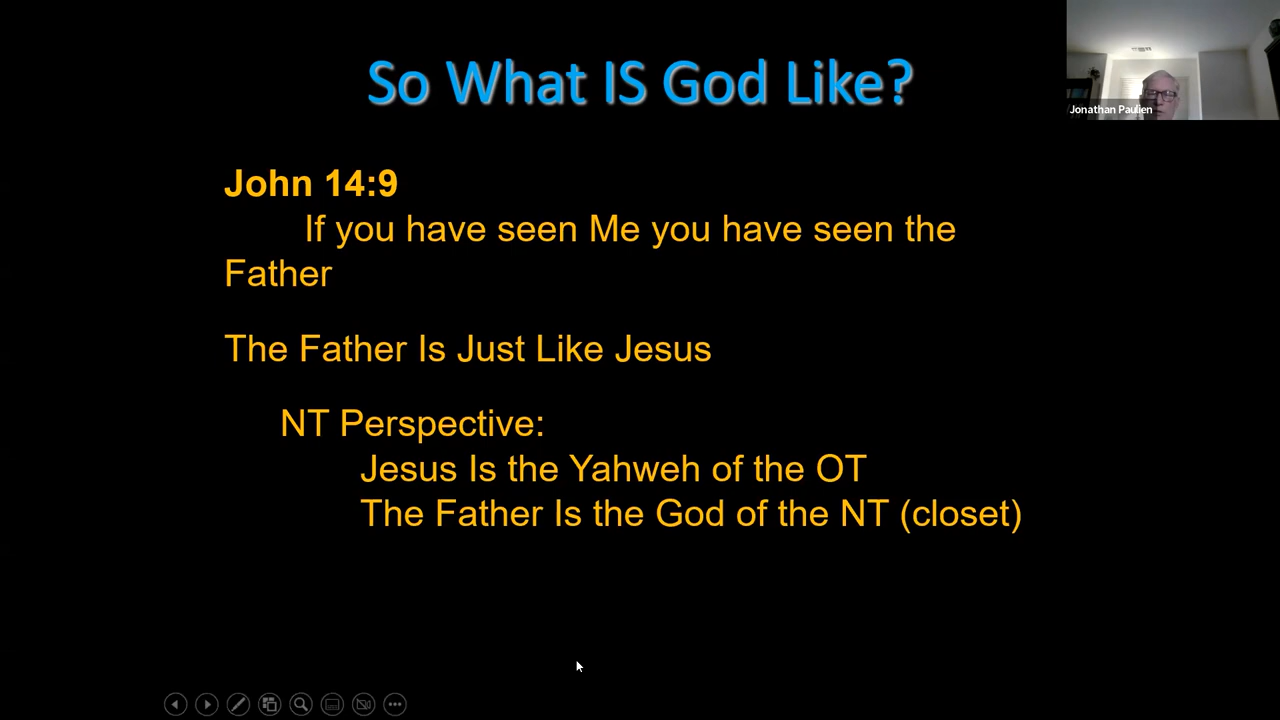 So What IS God Like?
Jonathan Paulien
John 14:9
If you have seen Me you have seen the
Father
The Father Is Just Like Jesus
NT Perspective:
Jesus Is the Yahweh of the OT
The Father Is the God of the NT (closet)